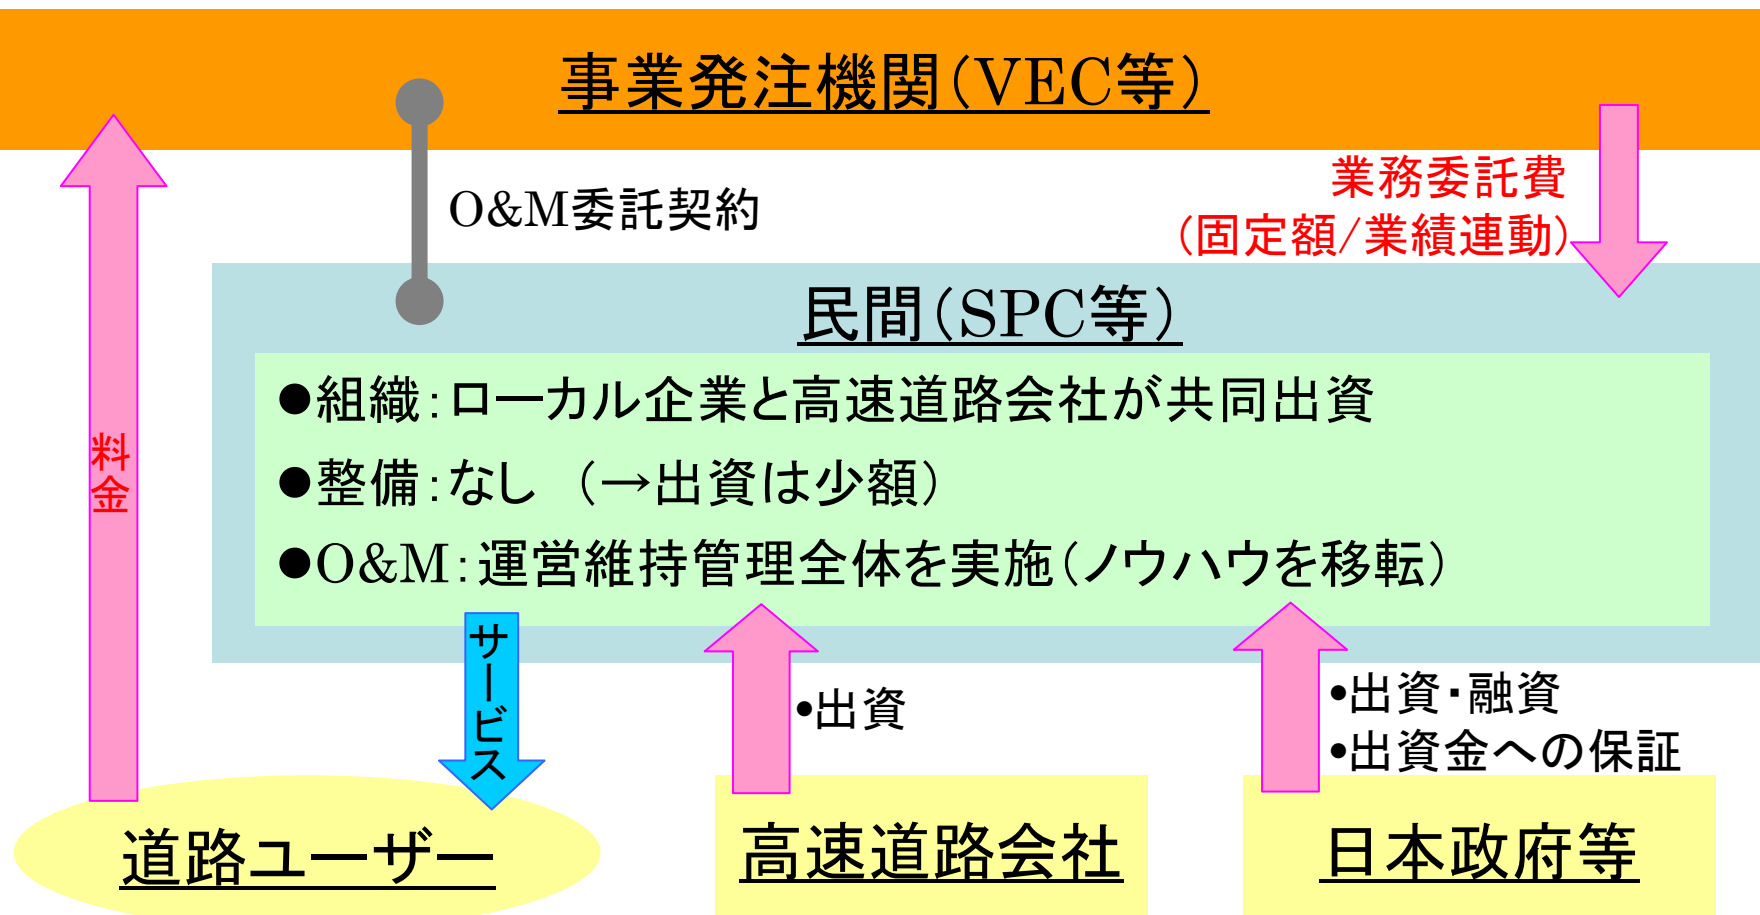 事業発注機関(VEC等)
O&M委託契約
業務委託費
(固定額/業績連動)
民間(SPC等)
●組織:ローカル企業と高速道路会社が共同出資
●整備:なし (→出資は少額)
●O&M:運営維持管理全体を実施(ノウハウを移転)
料金
サービス
•出資
•出資・融資
•出資金への保証
道路ユーザー
高速道路会社
日本政府等